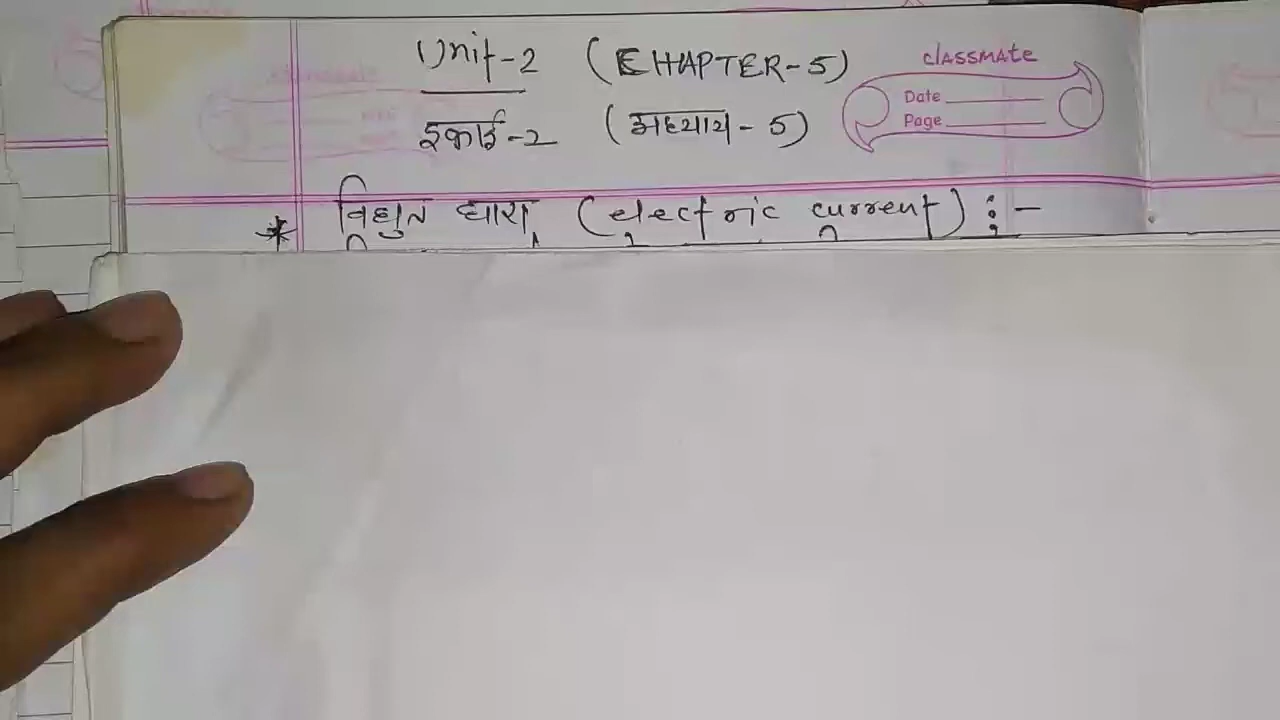 Unit-2 (CHAPTER-5)
classmate
Date
Page
इकाई-2 (अध्याय-5)
* विधुत धारा (electric current) :-